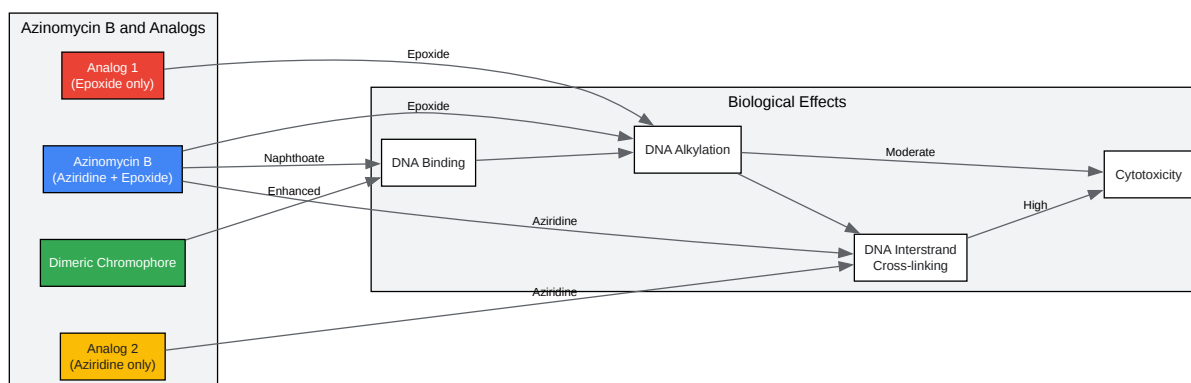 Azinomycin B and Analogs
Analog 1
(Epoxide only)
Azinomycin B
(Aziridine + Epoxide)
Dimeric Chromophore
Analog 2
(Aziridine only)
Epoxide
Epoxide
Naphthoate
Enhanced
Aziridine
Aziridine
Biological Effects
DNA Binding
DNA Alkylation
DNA Interstrand
Cross-linking
Moderate
High
Cytotoxicity